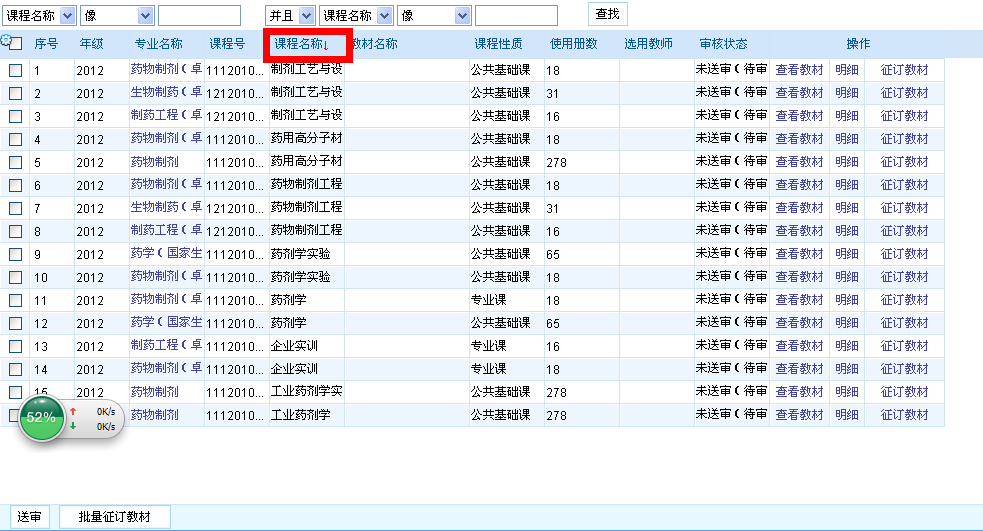 课程名称 像 并且 课程名称 像 查找
序号 年级 专业名称 课程号 课程名称↓ 教材名称 课程性质 使用册数 选用教师 审核状态 操作
1 2012 药物制剂（卓 1112010... 制剂工艺与设 公共基础课 18 未送审（待审 查看教材 明细 征订教材
2 2012 生物制药（卓 1212010... 制剂工艺与设 公共基础课 31 未送审（待审 查看教材 明细 征订教材
3 2012 制药工程（卓 1212010... 制剂工艺与设 公共基础课 16 未送审（待审 查看教材 明细 征订教材
4 2012 药物制剂（卓 1112010... 药用高分子材 公共基础课 18 未送审（待审 查看教材 明细 征订教材
5 2012 药物制剂 1112010... 药用高分子材 公共基础课 278 未送审（待审 查看教材 明细 征订教材
6 2012 药物制剂（卓 1112010... 药物制剂工程 公共基础课 18 未送审（待审 查看教材 明细 征订教材
7 2012 生物制药（卓 1212010... 药物制剂工程 公共基础课 31 未送审（待审 查看教材 明细 征订教材
8 2012 制药工程（卓 1212010... 药物制剂工程 公共基础课 16 未送审（待审 查看教材 明细 征订教材
9 2012 药学（国家生 1112010... 药剂学实验 公共基础课 65 未送审（待审 查看教材 明细 征订教材
10 2012 药物制剂（卓 1112010... 药剂学实验 公共基础课 18 未送审（待审 查看教材 明细 征订教材
11 2012 药物制剂（卓 1112010... 药剂学 专业课 18 未送审（待审 查看教材 明细 征订教材
12 2012 药学（国家生 1112010... 药剂学 公共基础课 65 未送审（待审 查看教材 明细 征订教材
13 2012 制药工程（卓 1112010... 企业实训 专业课 16 未送审（待审 查看教材 明细 征订教材
14 2012 药物制剂（卓 1112010... 企业实训 专业课 18 未送审（待审 查看教材 明细 征订教材
15 2012 药物制剂 1112010... 工业药剂学实 公共基础课 278 未送审（待审 查看教材 明细 征订教材
2012 药物制剂 1112010... 工业药剂学 公共基础课 278 未送审（待审 查看教材 明细 征订教材
52% ↑ 0K/s
↓ 0K/s
送审 批量征订教材